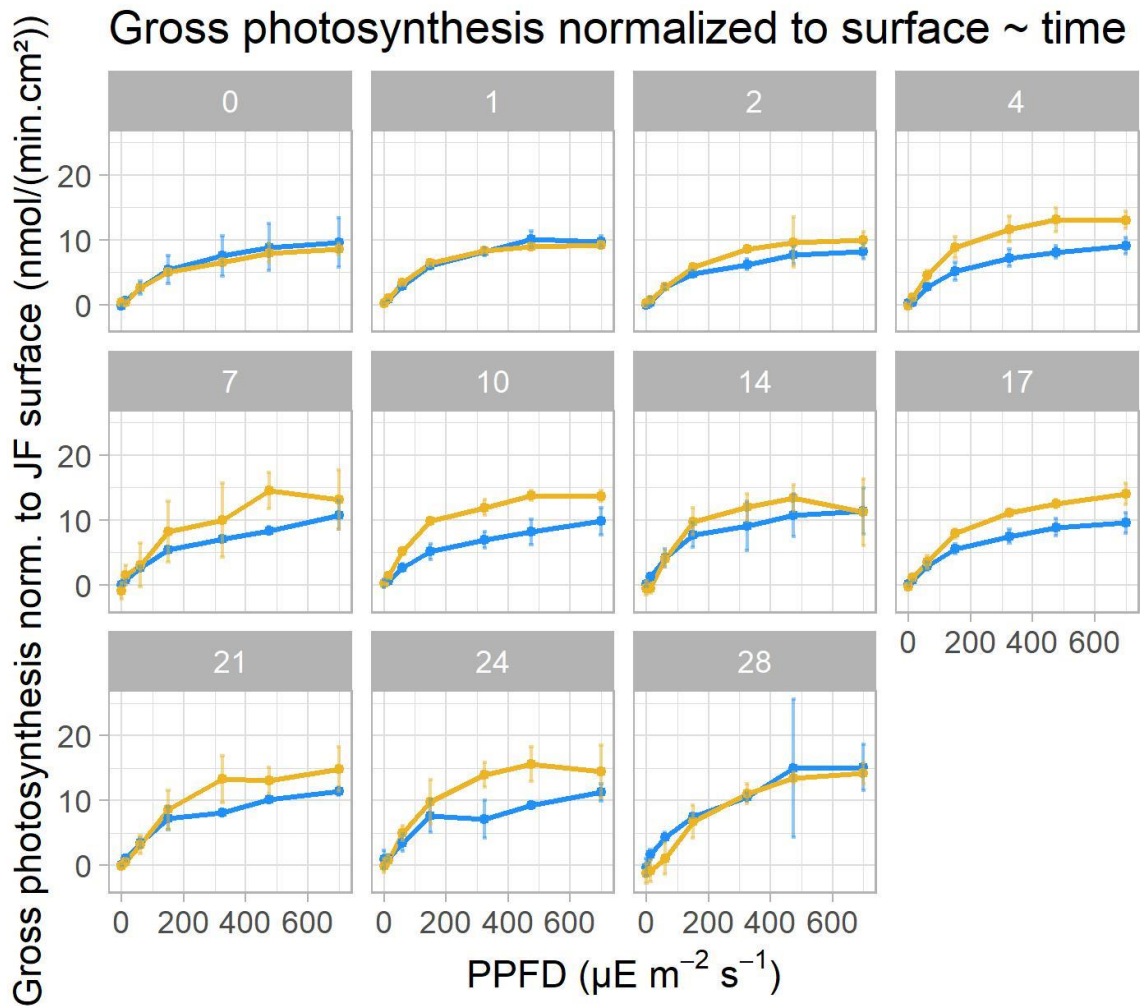 Gross photosynthesis normalized to surface ~ time
Gross photosynthesis norm. to JF surface (nmol/(min.cm²))
0 1 2 4
20
10
0
7 10 14 17
20
10
0
0 200 400 600
21 24 28
20
10
0
0 200 400 600 0 200 400 600 0 200 400 600
PPFD (µE m⁻² s⁻¹)